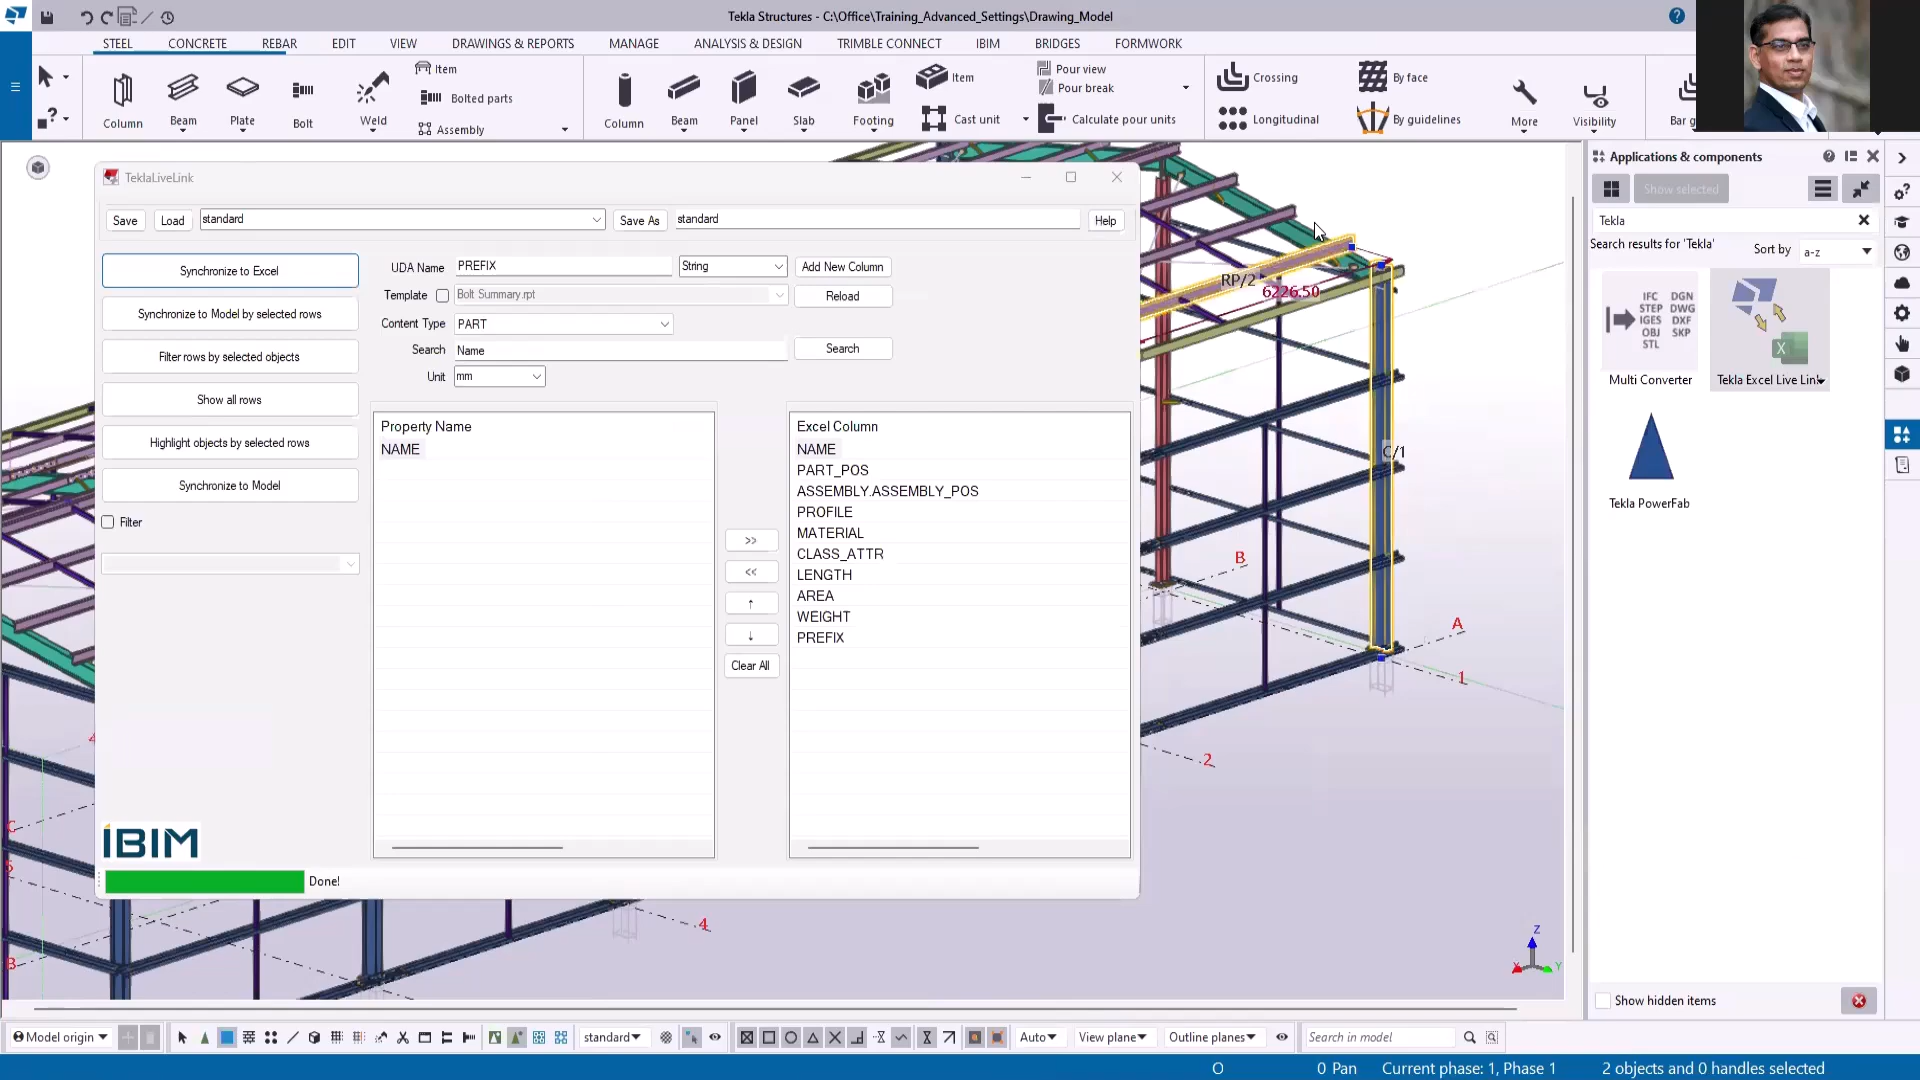 Tekla Structures - C:\Office\Training_Advanced_Settings\Drawing_Model
STEEL CONCRETE REBAR EDIT VIEW DRAWINGS & REPORTS MANAGE ANALYSIS & DESIGN TRIMBLE CONNECT IBIM BRIDGES FORMWORK
Column Beam Plate Bolt Weld
Item
Bolted parts
Assembly
Column Beam Panel Slab Footing
Item
Cast unit
Pour view
Pour break
Calculate pour units
Crossing
Longitudinal
By face
By guidelines
More Visibility
TeklaLiveLink
Save Load standard Save As standard Help
Synchronize to Excel
Synchronize to Model by selected rows
Filter rows by selected objects
Show all rows
Highlight objects by selected rows
Synchronize to Model
Filter
UDA Name PREFIX String Add New Column
Template Bolt Summary.rpt Reload
Content Type PART
Search Name Search
Unit mm
Property Name
NAME
>>
<<
↑
↓
Clear All
Excel Column
NAME
PART_POS
ASSEMBLY.ASSEMBLY_POS
PROFILE
MATERIAL
CLASS_ATTR
LENGTH
AREA
WEIGHT
PREFIX
iBIM
Done!
RP/2
6226.50
C/1
B
A
1
2
4
4
C
5
B
Z
X
Y
Applications & components
Show selected
Tekla
Search results for 'Tekla' Sort by a-z
IFC DGN
STEP DWG
IGES DXF
OBJ SKP
STL
Multi Converter
Tekla Excel Live Link
Tekla PowerFab
Show hidden items
Model origin standard Auto View plane Outline planes Search in model
O 0 Pan Current phase: 1, Phase 1 2 objects and 0 handles selected